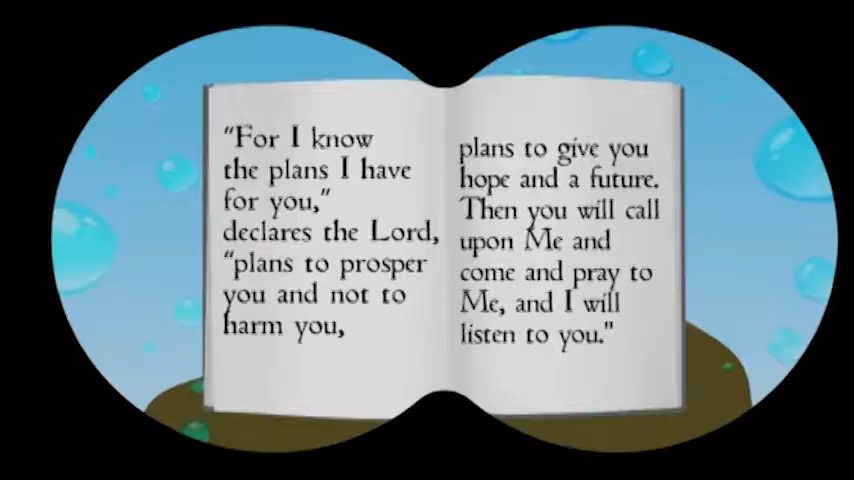 "For I know
the plans I have
for you,"
declares the Lord,
"plans to prosper
you and not to
harm you,
plans to give you
hope and a future.
Then you will call
upon Me and
come and pray to
Me, and I will
listen to you."